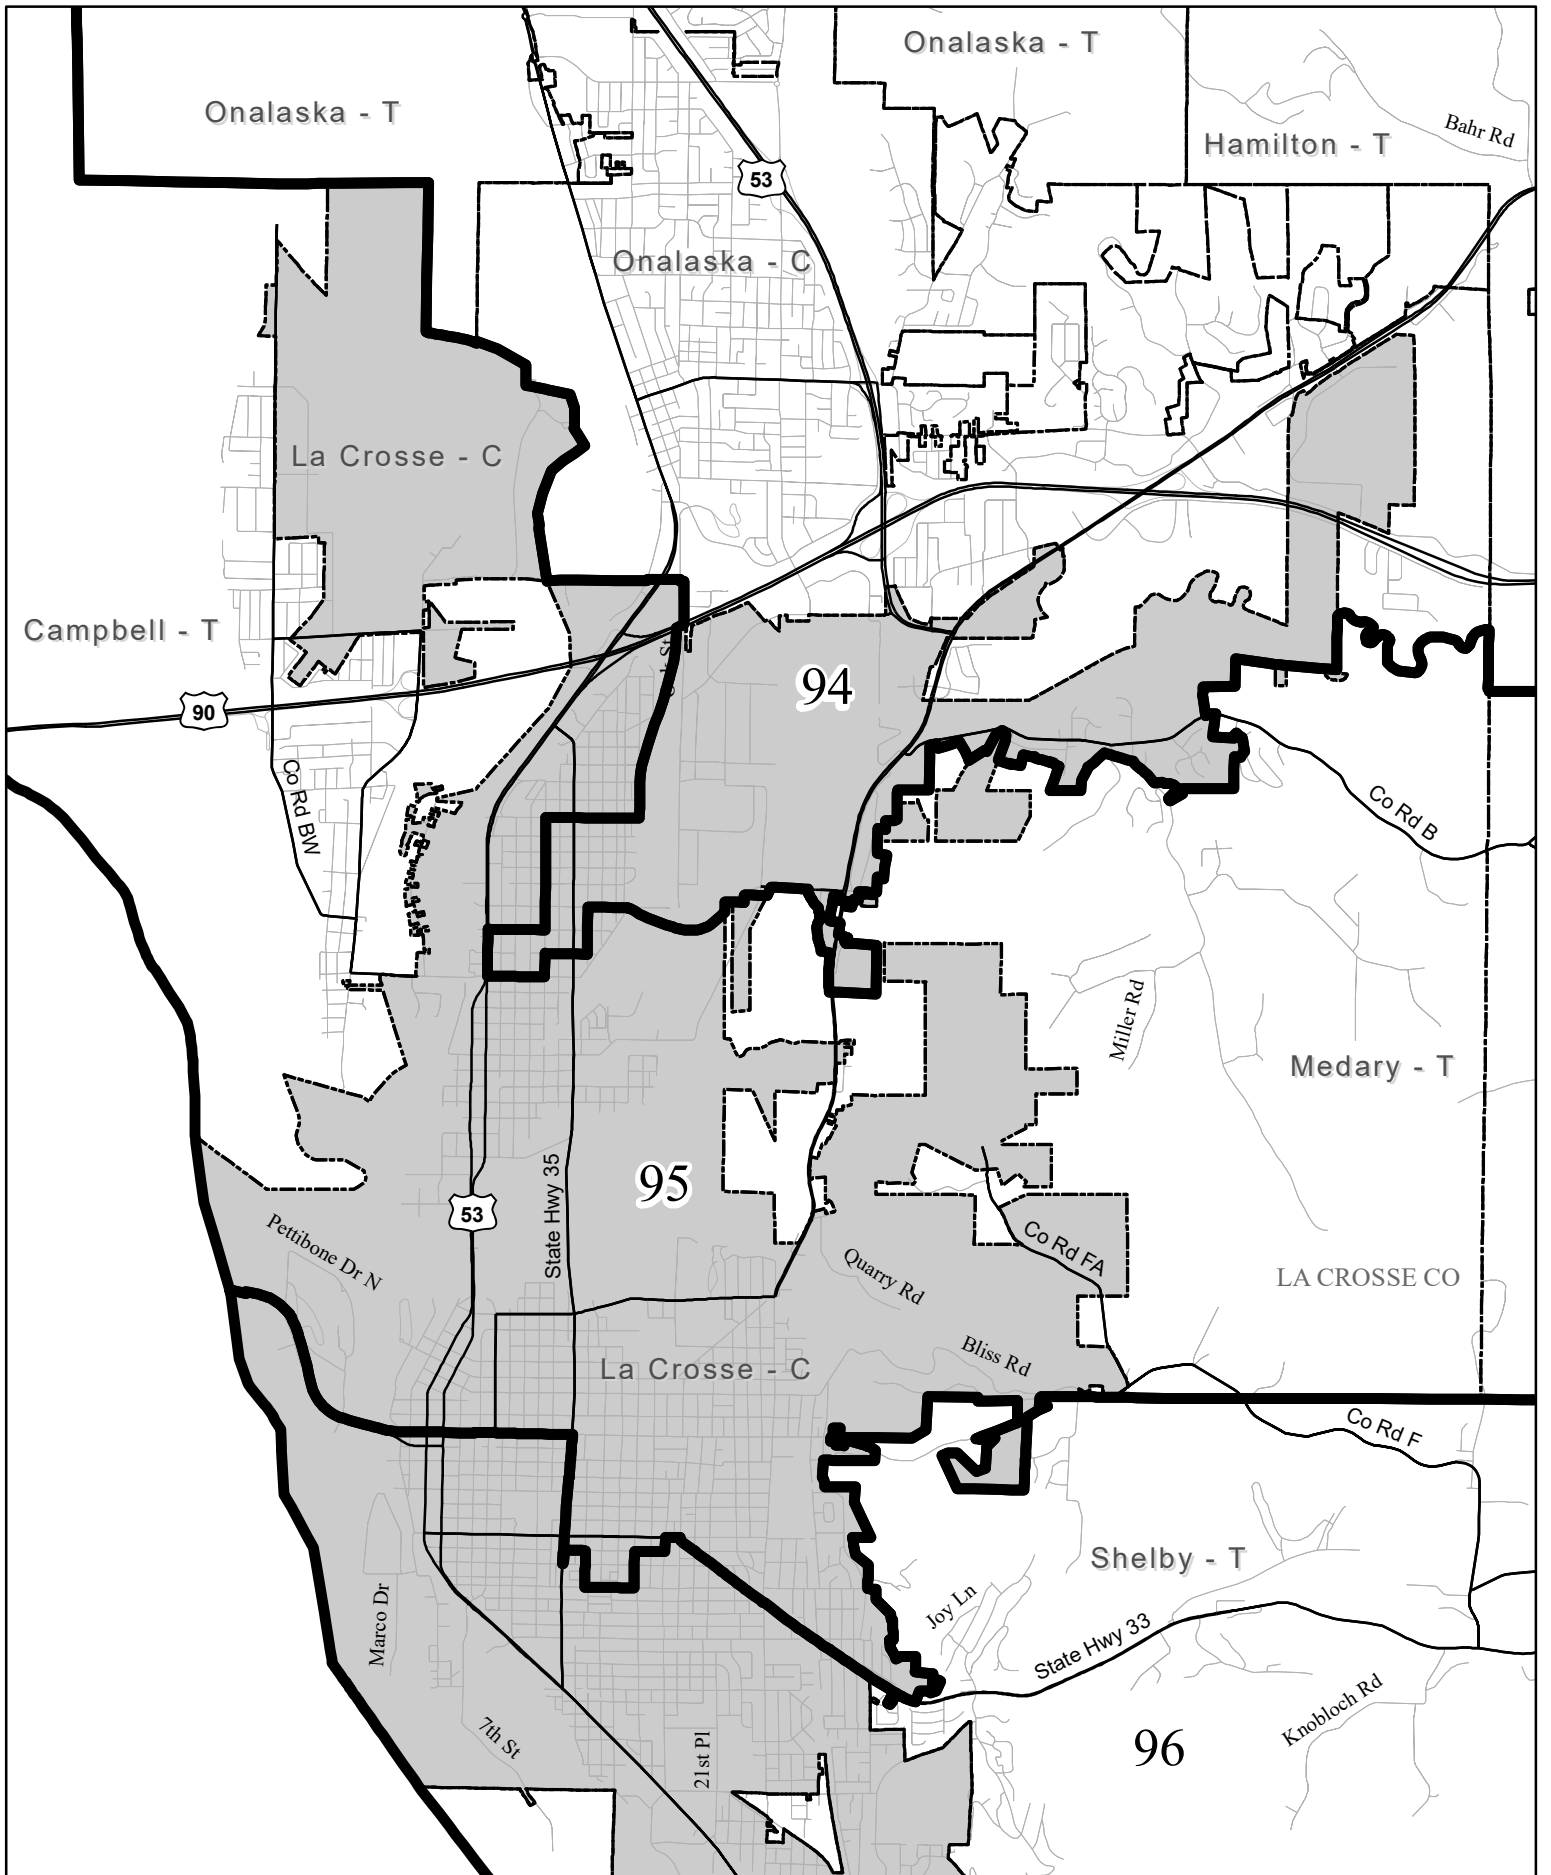 Onalaska - T
Onalaska - T
Bahr Rd
Hamilton - T
53
Onalaska - C
La Crosse - C
Campbell - T
St
94
90
Co Rd BW
Co Rd B
Miller Rd
Medary - T
95
State Hwy 35
53
Pettibone Dr N
Quarry Rd
Co Rd FA
LA CROSSE CO
Bliss Rd
La Crosse - C
Co Rd F
Shelby - T
Marco Dr
Joy Ln
State Hwy 33
Knobloch Rd
7th St
21st Pl
96